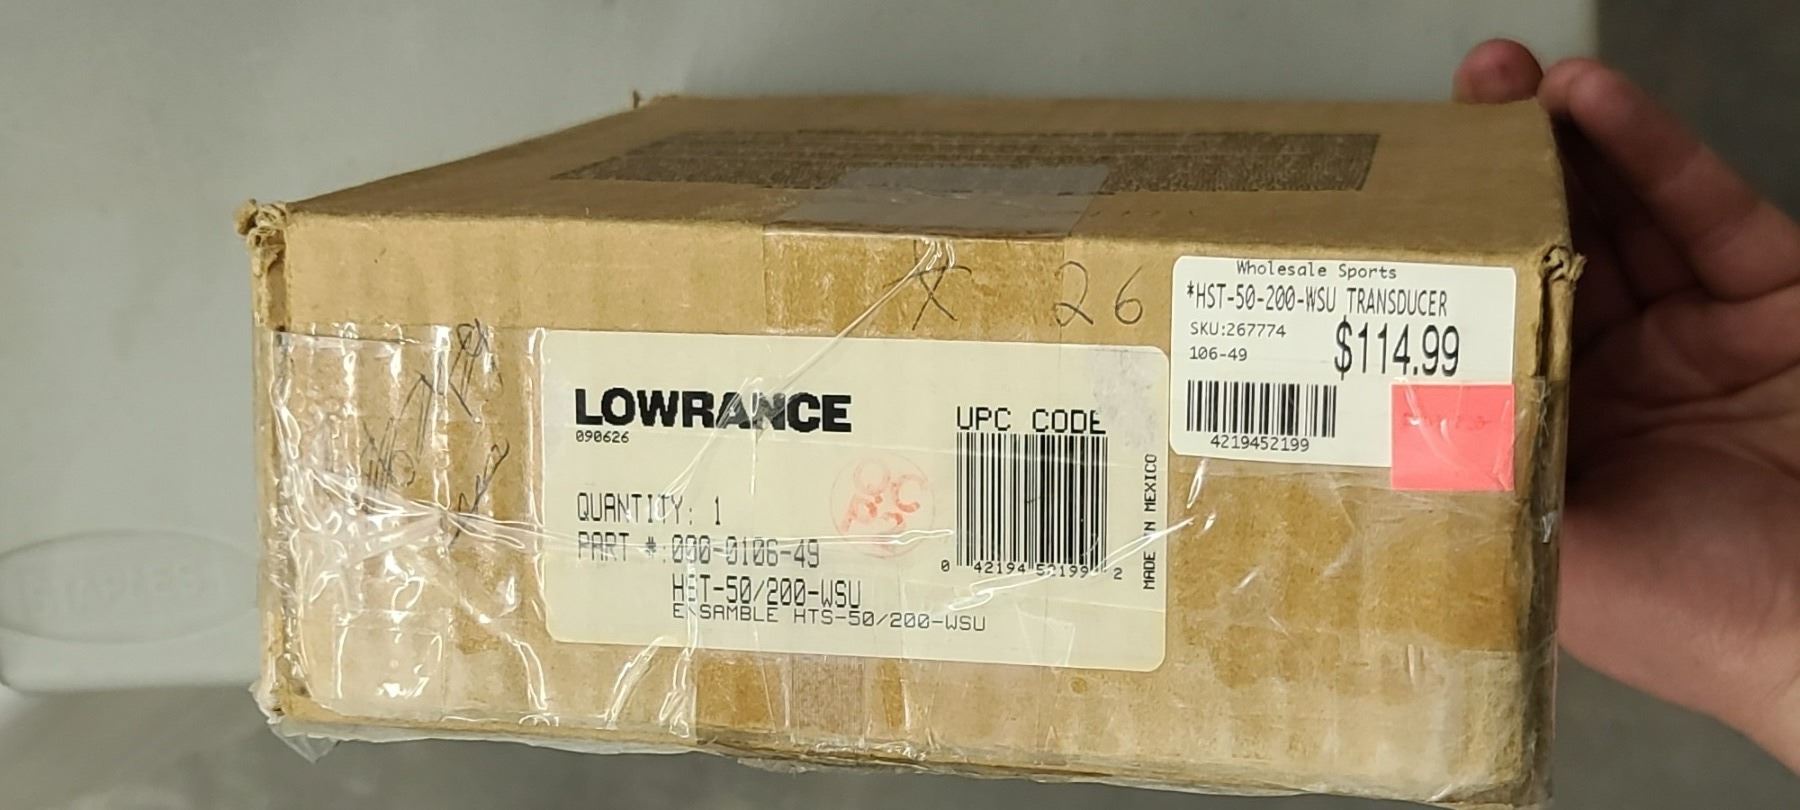 X 26
Wholesale Sports
*HST-50-200-WSU TRANSDUCER
SKU:267774
$114.99
106-49
4219452199
LOWRANCE
090626
UPC CODE
QC
QUANTITY: 1
PART #:000-0106-49
HST-50/200-WSU
ENSAMBLE HTS-50/200-WSU
0 42194 52199 2
MADE IN MEXICO
STAPLES